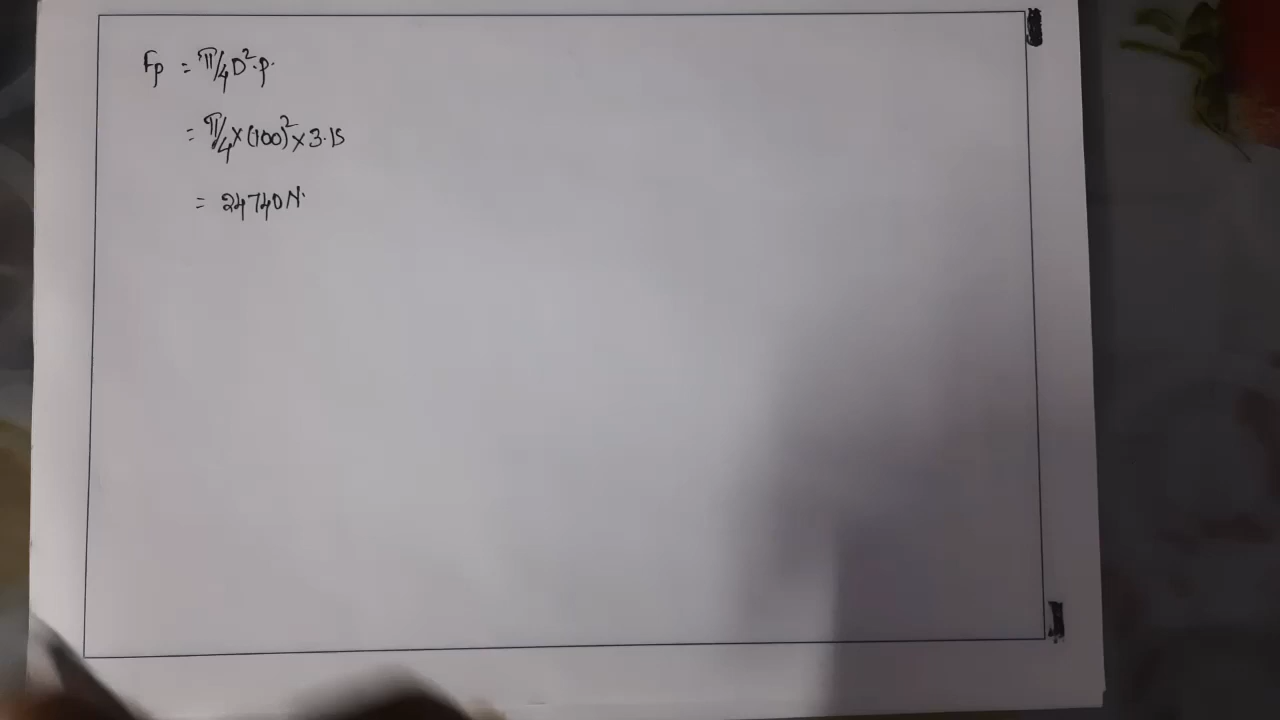 Fp = π/4 D². p.
= π/4 × (100)² × 3.15
= 24740 N.